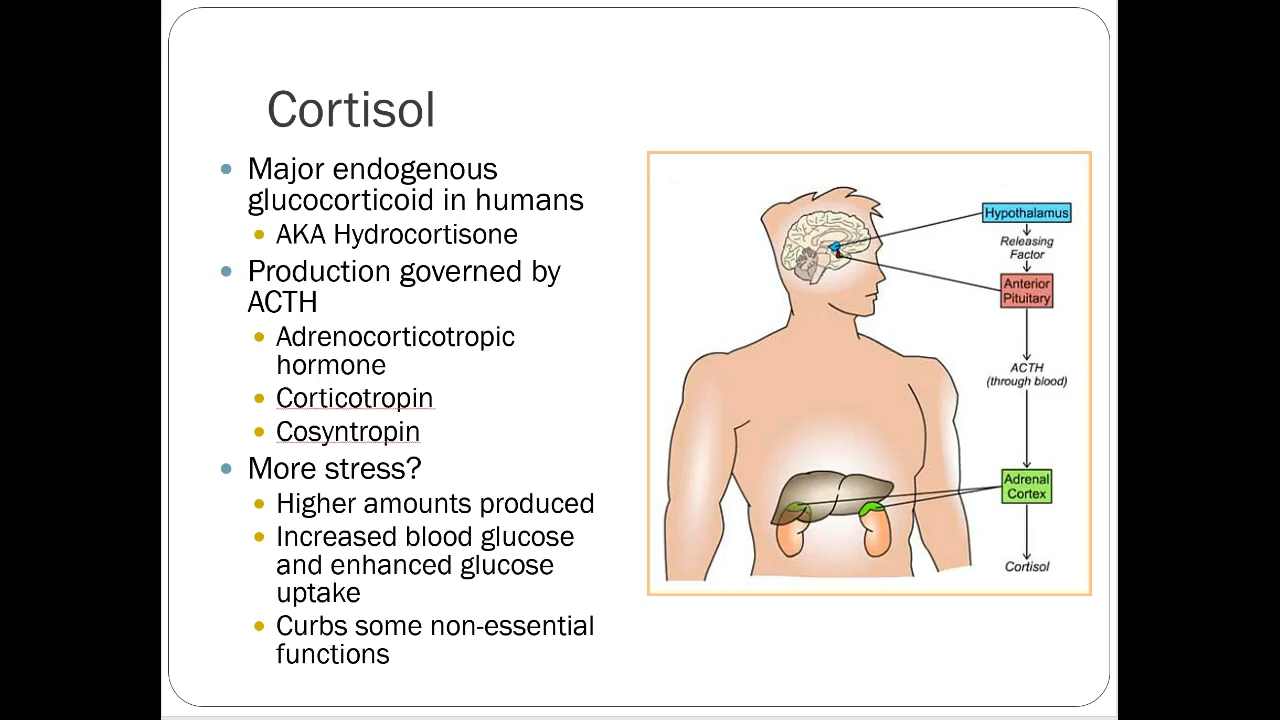 Cortisol
Major endogenous
glucocorticoid in humans
AKA Hydrocortisone
Production governed by
ACTH
Adrenocorticotropic
hormone
Corticotropin
Cosyntropin
More stress?
Higher amounts produced
Increased blood glucose
and enhanced glucose
uptake
Curbs some non-essential
functions
Hypothalamus
Releasing
Factor
Anterior
Pituitary
ACTH
(through blood)
Adrenal
Cortex
Cortisol